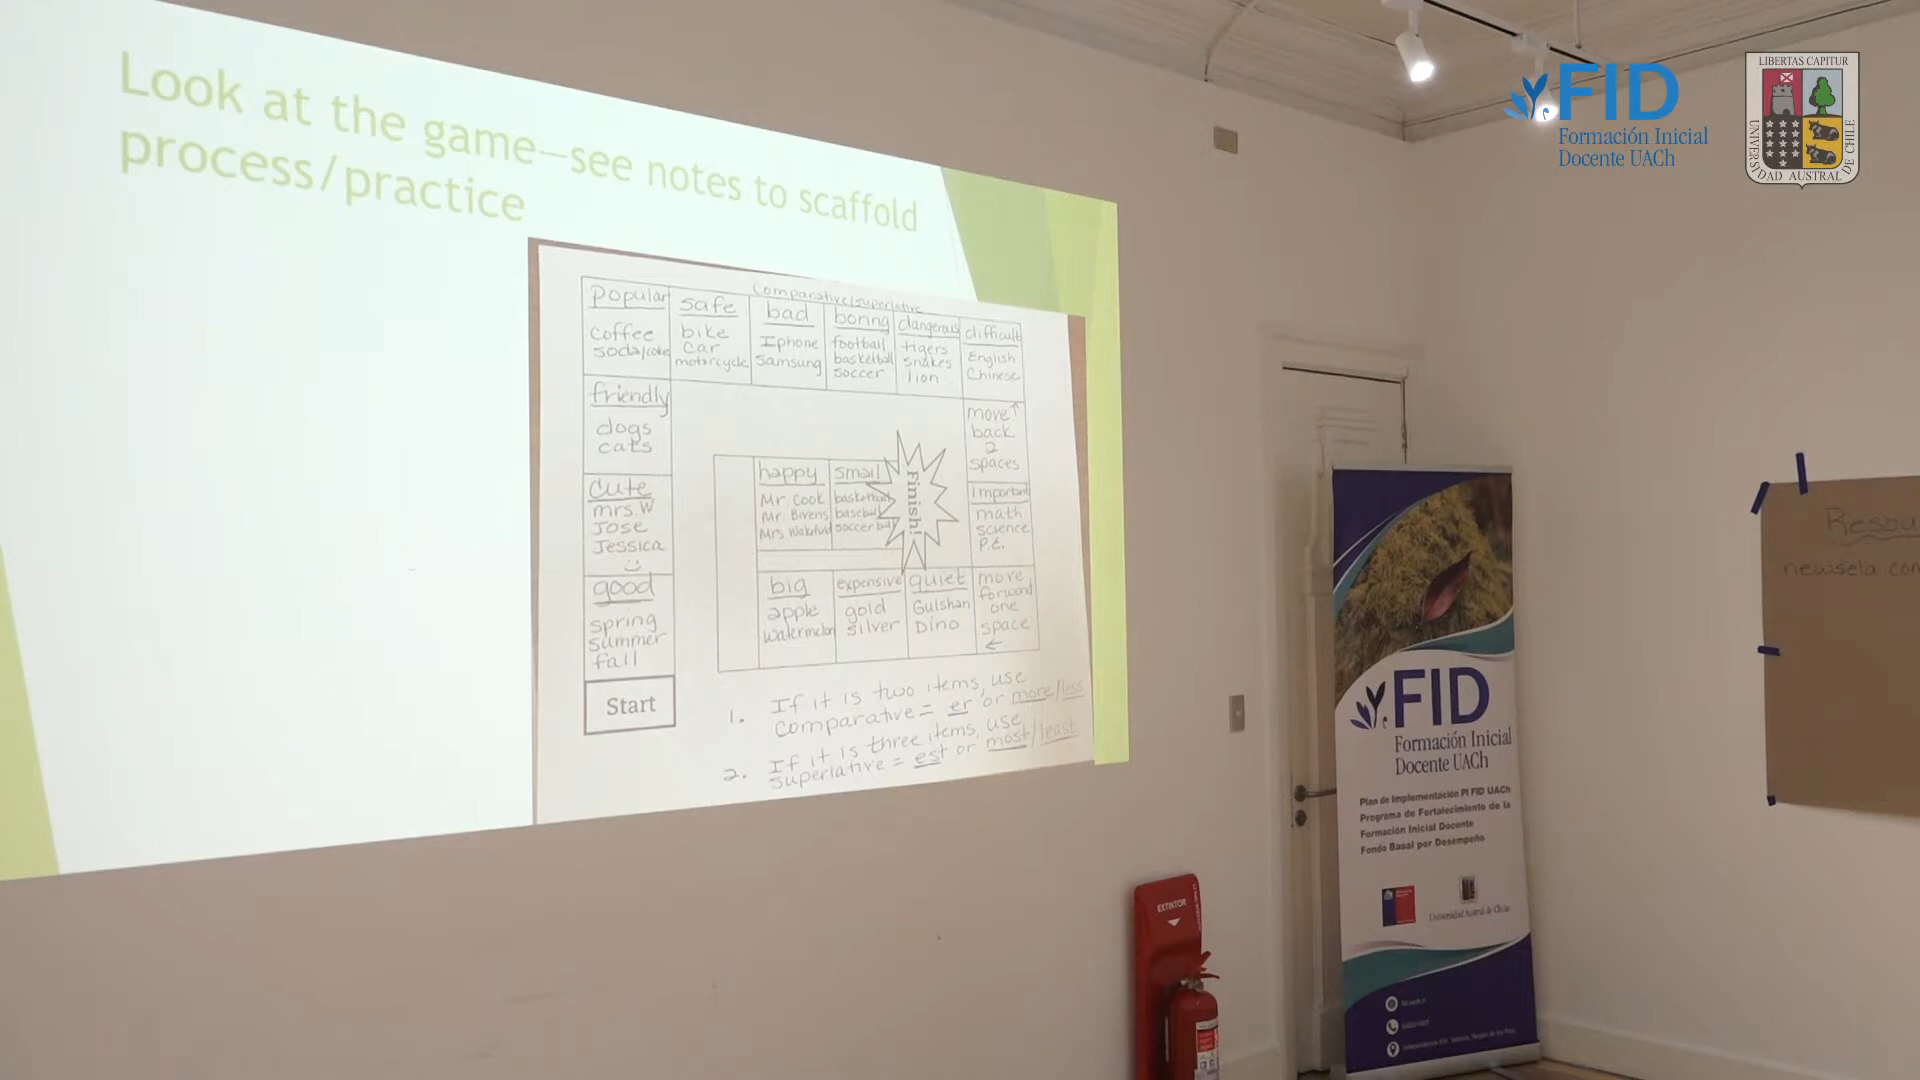 Look at the game—see notes to scaffold
process/practice
Comparative/superlative
popular
coffee
soda/coke
safe
bike
car
motorcycle
bad
Iphone
Samsung
boring
football
basketball
soccer
dangerous
tigers
snakes
lion
difficult
English
Chinese
friendly
dogs
cats
move
back
2
spaces
cute
mrs. W
Jose
Jessica
happy
Mr Cook
Mr. Bivens
Mrs
small
basketball
baseball
soccer ball
Finish!
important
math
science
P.E.
good
spring
summer
fall
big
apple
watermelon
expensive
gold
silver
quiet
Gulshan
Dino
move
forward
one
space
Start
1. If it is two items, use
comparative = er or more/less
2. If it is three items, use
superlative = est or most/least
FID
Formación Inicial
Docente UACh
LIBERTAS CAPITUR
UNIVERSIDAD AUSTRAL DE CHILE
FID
Formación Inicial
Docente UACh
Plan de Implementación PI FID UACh
Programa de Fortalecimiento de la
Formación Inicial Docente
Fondo Basal por Desempeño
Universidad Austral de Chile
EXTINTOR
Resou
newsela com